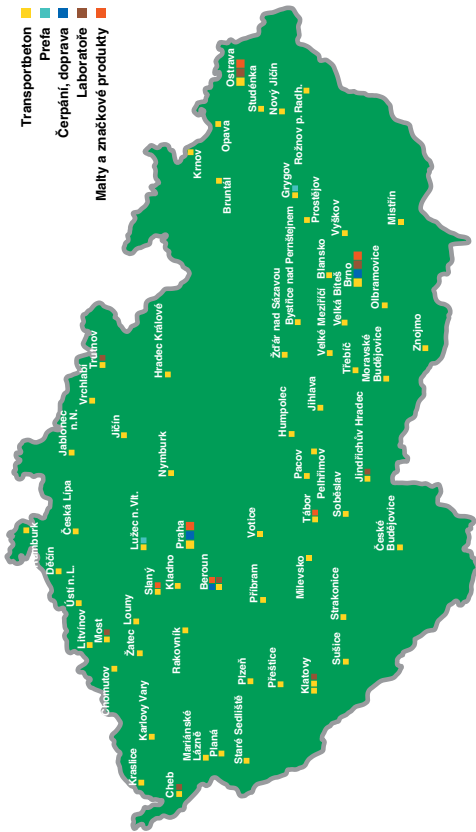 Transportbeton
Prefa
Čerpání, doprava
Laboratoře
Malty a značkové produkty
Děčín
Ústí n. L.
Česká Lípa
Jablonec
n. N.
Vrchlabí
Trutnov
Litvínov
Most
Chomutov
Žatec
Louny
Jičín
Hradec Králové
Kraslice
Karlovy Vary
Cheb
Mariánské
Lázně
Planá
Staré Sedliště
Rakovník
Slaný
Kladno
Lužec n. Vlt.
Praha
Beroun
Nymburk
Plzeň
Přeštice
Klatovy
Sušice
Příbram
Votice
Milevsko
Strakonice
Tábor
Soběslav
České
Budějovice
Pacov
Pelhřimov
Humpolec
Jihlava
Jindřichův Hradec
Žďár nad Sázavou
Bystřice nad Pernštejnem
Velké Meziříčí
Velká Bíteš
Třebíč
Moravské
Budějovice
Znojmo
Blansko
Brno
Olbramovice
Vyškov
Prostějov
Grygov
Mistřín
Krnov
Bruntál
Opava
Ostrava
Studénka
Nový Jičín
Rožnov p. Radh.